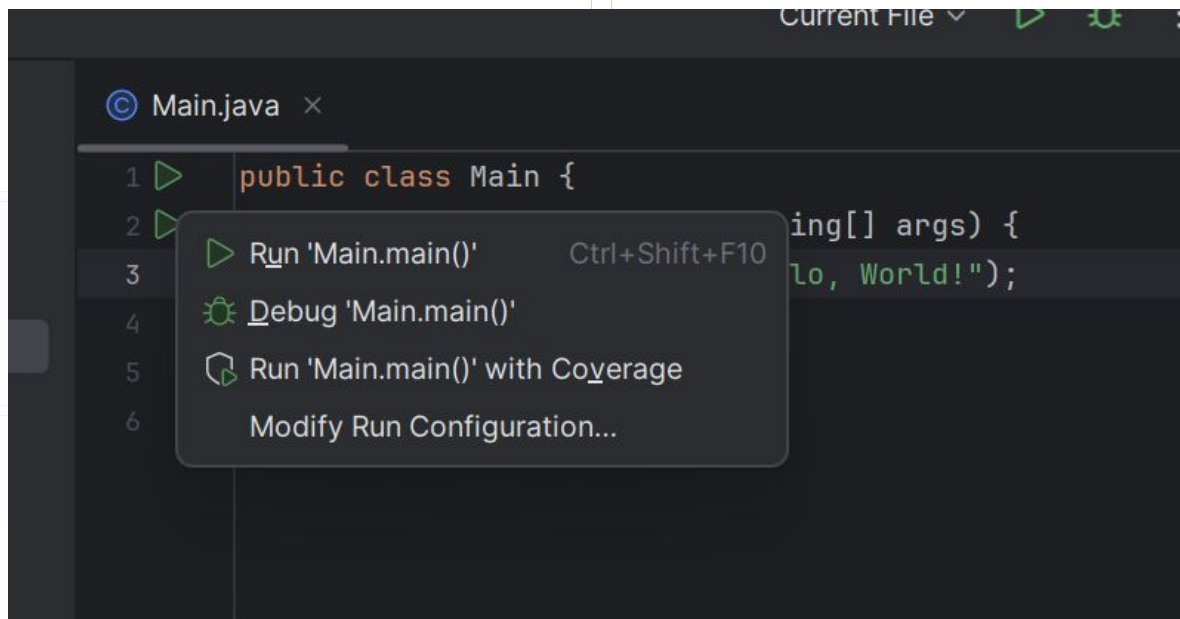 Current File
Main.java
1 public class Main {
2 ing[] args) {
Run 'Main.main()' Ctrl+Shift+F10
3 lo, World!");
Debug 'Main.main()'
4
5 Run 'Main.main()' with Coverage
6 Modify Run Configuration...